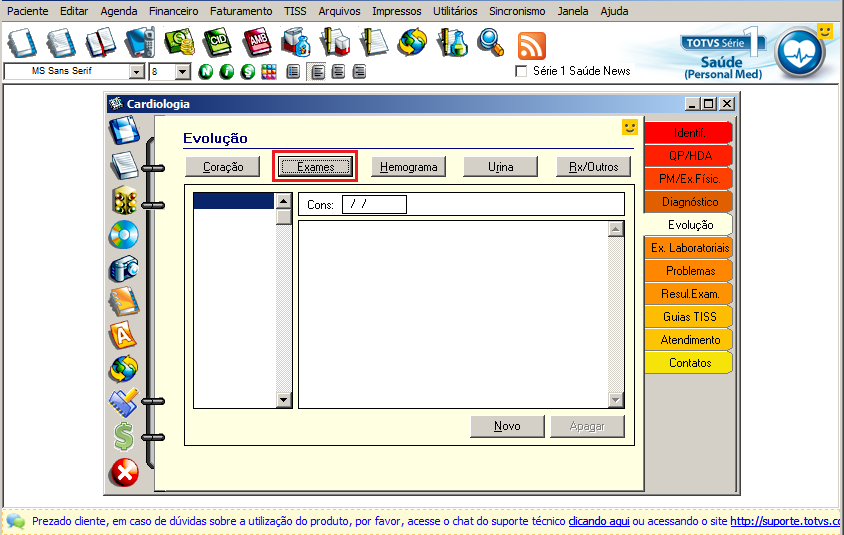 Paciente Editar Agenda Financeiro Faturamento TISS Arquivos Impressos Utilitários Sincronismo Janela Ajuda
CID AMB
MS Sans Serif 8 Série 1 Saúde News
TOTVS Série 1
Saúde
(Personal Med)
Cardiologia
Evolução
Coração Exames Hemograma Urina Rx/Outros
Cons: / /
Novo Apagar
Identif.
QP/HDA
PM/Ex.Físic.
Diagnóstico
Evolução
Ex. Laboratoriais
Problemas
Resul.Exam.
Guias TISS
Atendimento
Contatos
Prezado cliente, em caso de dúvidas sobre a utilização do produto, por favor, acesse o chat do suporte técnico clicando aqui ou acessando o site http://suporte.totvs.co